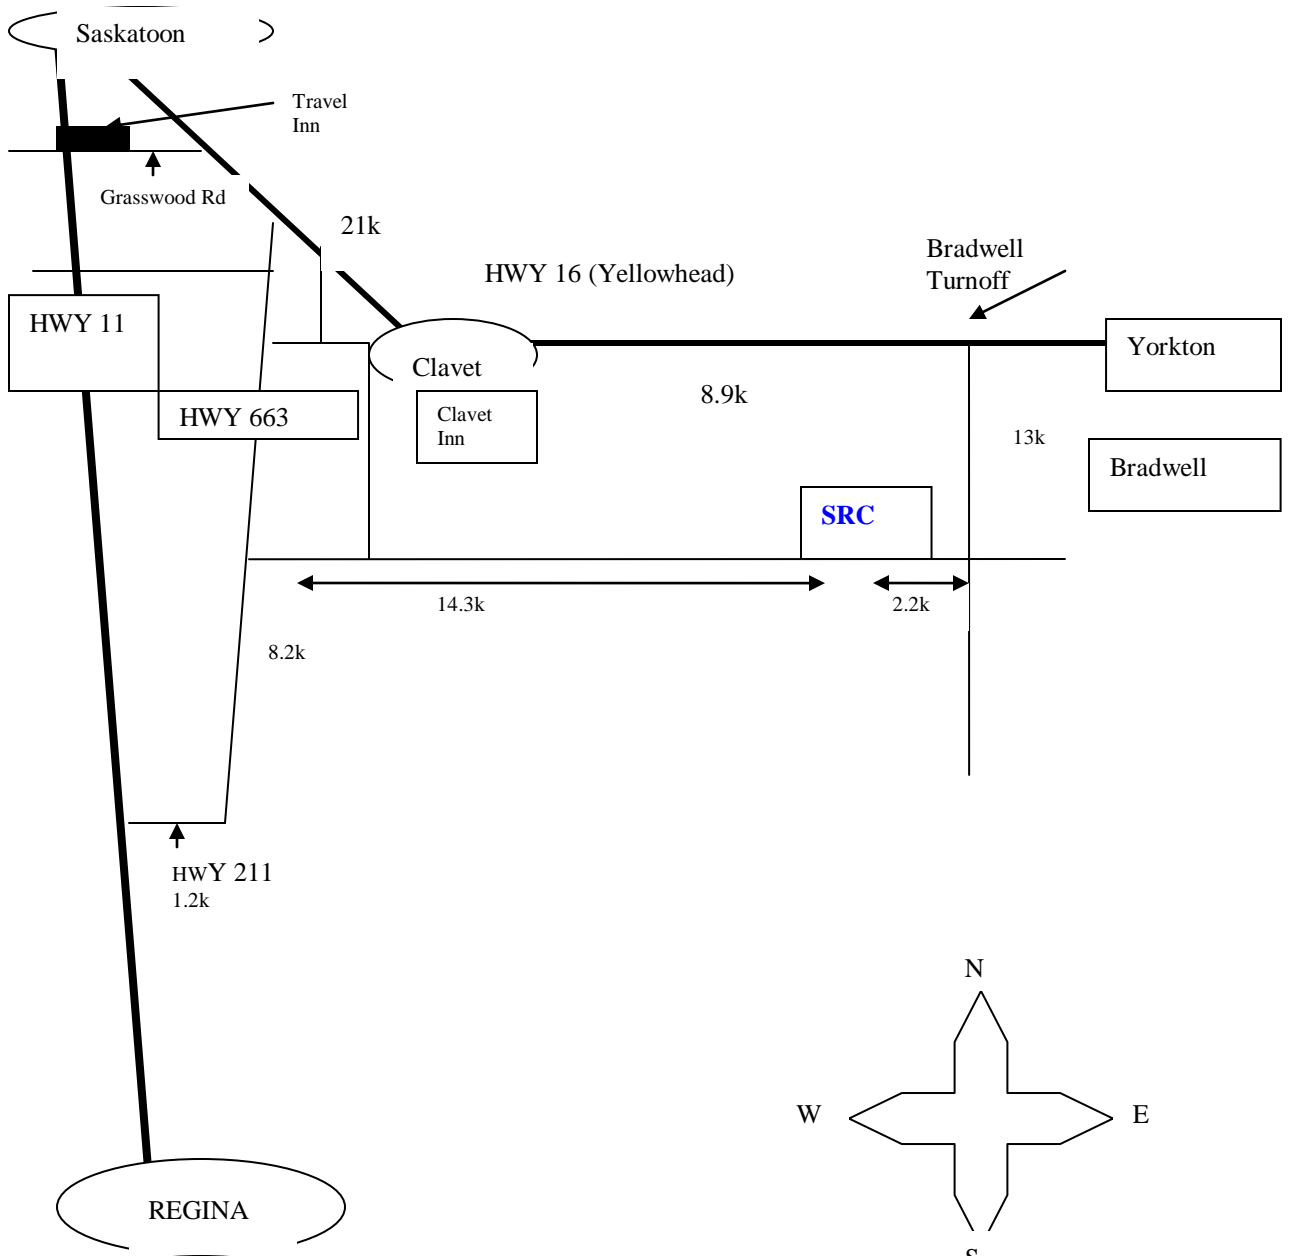 Saskatoon
Travel
Inn
Grasswood Rd
21k
Bradwell
Turnoff
HWY 16 (Yellowhead)
HWY 11
Yorkton
Clavet
8.9k
HWY 663
Clavet
Inn
13k
Bradwell
SRC
14.3k
2.2k
8.2k
HWY 211
1.2k
N
W
E
S
REGINA